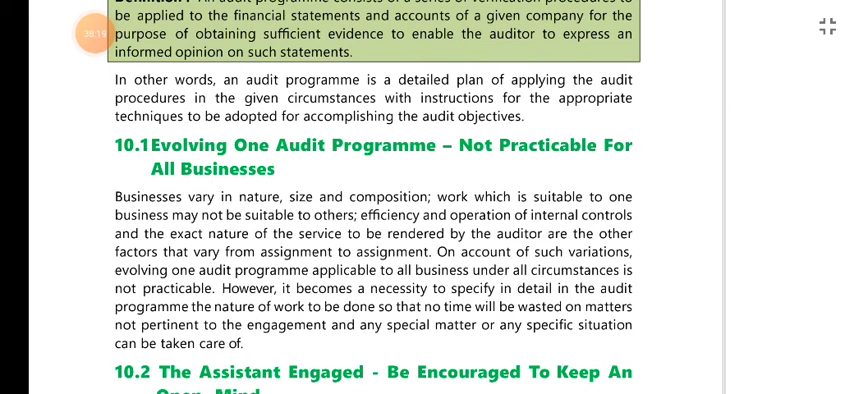 38:19
be applied to the financial statements and accounts of a given company for the
purpose of obtaining sufficient evidence to enable the auditor to express an
informed opinion on such statements.
In other words, an audit programme is a detailed plan of applying the audit
procedures in the given circumstances with instructions for the appropriate
techniques to be adopted for accomplishing the audit objectives.
10.1Evolving One Audit Programme – Not Practicable For
All Businesses
Businesses vary in nature, size and composition; work which is suitable to one
business may not be suitable to others; efficiency and operation of internal controls
and the exact nature of the service to be rendered by the auditor are the other
factors that vary from assignment to assignment. On account of such variations,
evolving one audit programme applicable to all business under all circumstances is
not practicable. However, it becomes a necessity to specify in detail in the audit
programme the nature of work to be done so that no time will be wasted on matters
not pertinent to the engagement and any special matter or any specific situation
can be taken care of.
10.2 The Assistant Engaged - Be Encouraged To Keep An